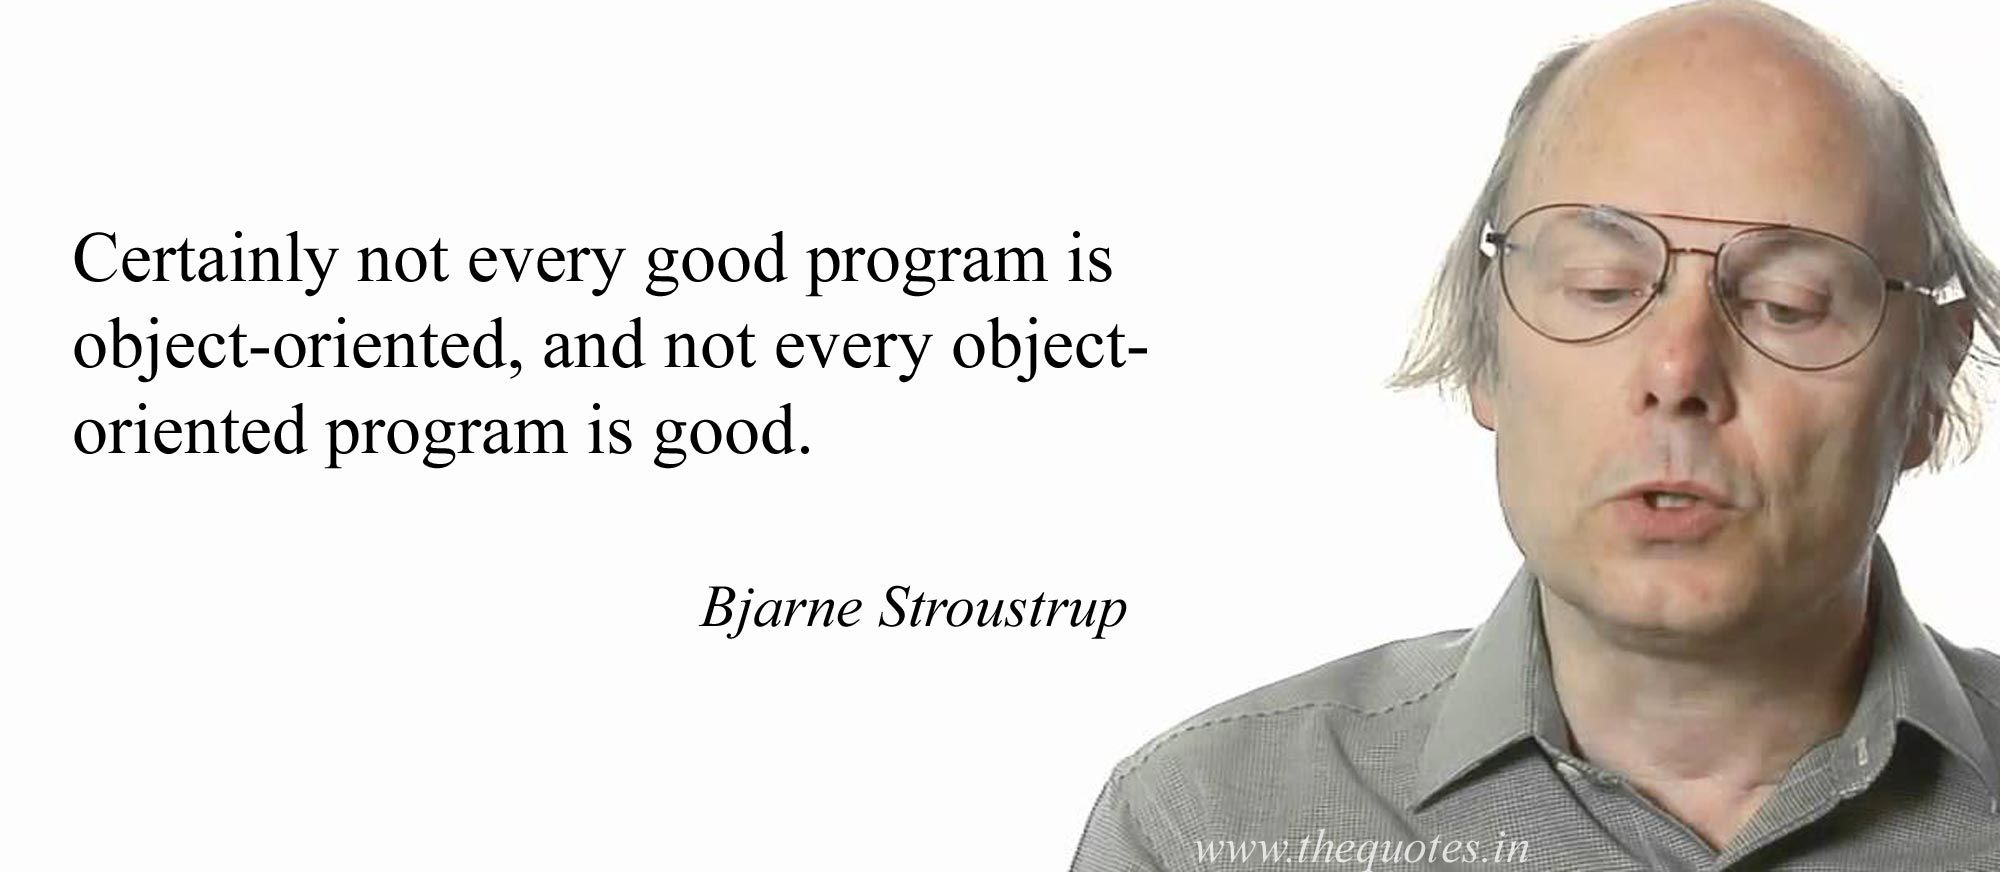 Certainly not every good program is
object-oriented, and not every object-
oriented program is good.
Bjarne Stroustrup
www.thequotes.in